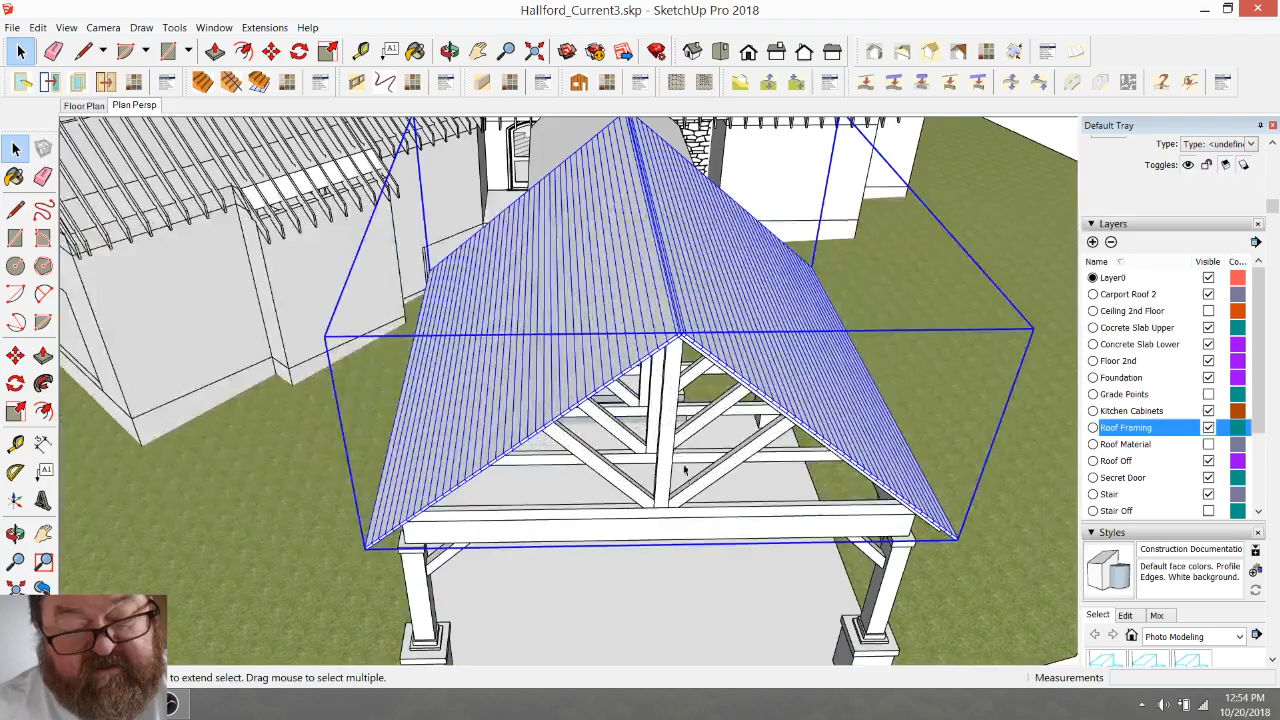 Hallford_Current3.skp - SketchUp Pro 2018
File Edit View Camera Draw Tools Window Extensions Help
Floor Plan Plan Persp
Default Tray
Type: Type: <undefin
Toggles:
Layers
Name Visible Co...
Layer0
Carport Roof 2
Ceiling 2nd Floor
Cocrete Slab Upper
Concrete Slab Lower
Floor 2nd
Foundation
Grade Points
Kitchen Cabinets
Roof Framing
Roof Material
Roof Off
Secret Door
Stair
Stair Off
Styles
Construction Documentatio
Default face colors. Profile
Edges. White background.
Select Edit Mix
Photo Modeling
to extend select. Drag mouse to select multiple.
Measurements
12:54 PM
10/20/2018